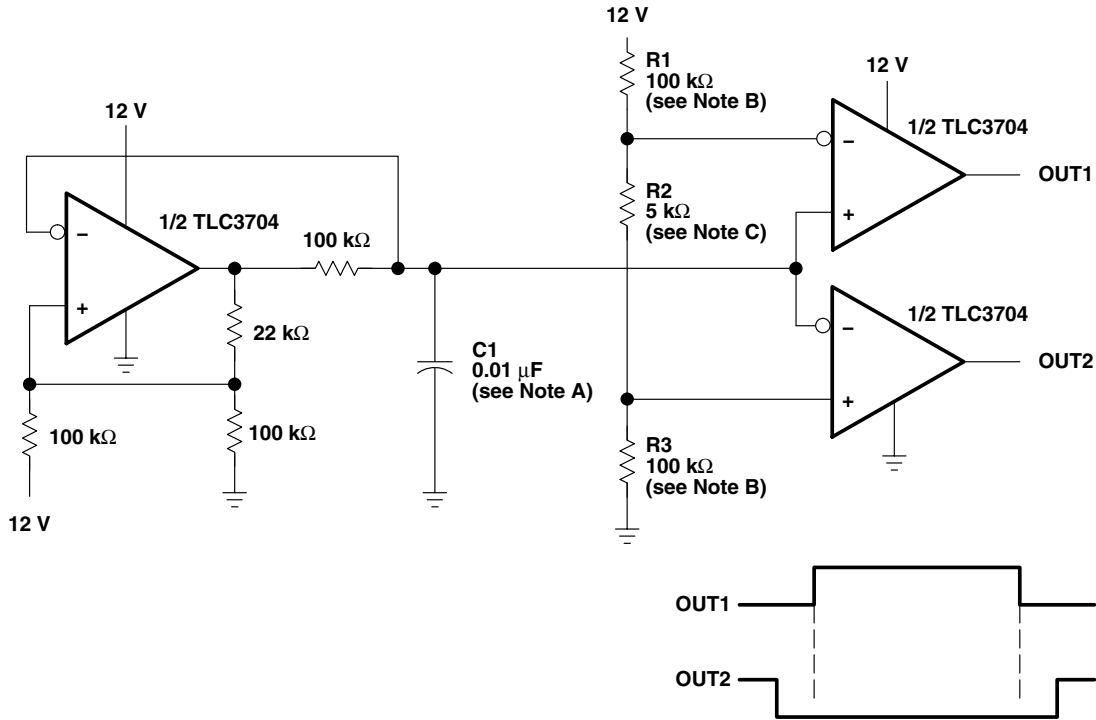 12 V
R1
100 kΩ
(see Note B)
12 V
12 V
1/2 TLC3704
−
+
OUT1
1/2 TLC3704
−
+
100 kΩ
R2
5 kΩ
(see Note C)
22 kΩ
C1
0.01 μF
(see Note A)
1/2 TLC3704
−
+
OUT2
100 kΩ
100 kΩ
12 V
R3
100 kΩ
(see Note B)
OUT1
OUT2